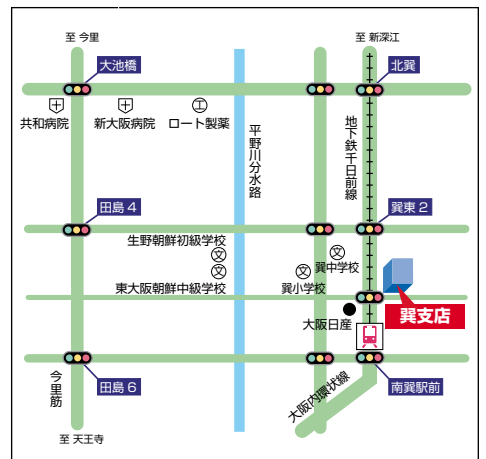 至 今里
至 新深江
大池橋
北巽
共和病院
新大阪病院
工
ロート製薬
平野川分水路
地下鉄千日前線
田島4
巽東2
生野朝鮮初級学校
文
文
東大阪朝鮮中級学校
文
巽中学校
文
巽小学校
大阪日産
巽支店
今里筋
田島6
大阪内環状線
南巽駅前
至 天王寺